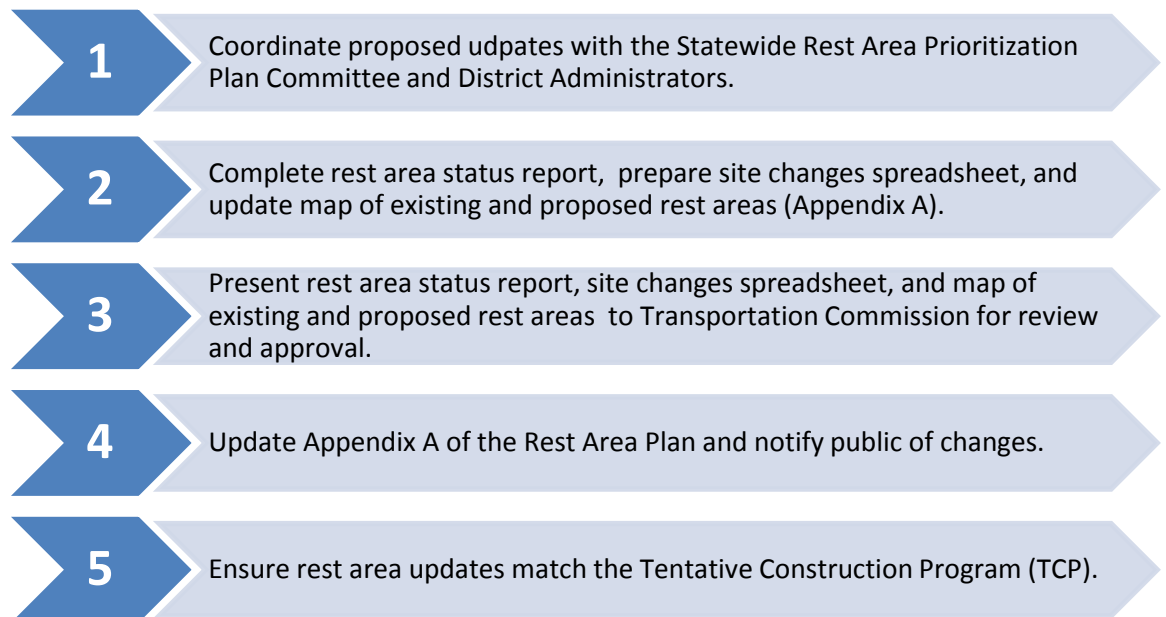 1
Coordinate proposed udpates with the Statewide Rest Area Prioritization
Plan Committee and District Administrators.
2
Complete rest area status report,  prepare site changes spreadsheet, and
update map of existing and proposed rest areas (Appendix A).
3
Present rest area status report, site changes spreadsheet, and map of
existing and proposed rest areas  to Transportation Commission for review
and approval.
4
Update Appendix A of the Rest Area Plan and notify public of changes.
5
Ensure rest area updates match the Tentative Construction Program (TCP).